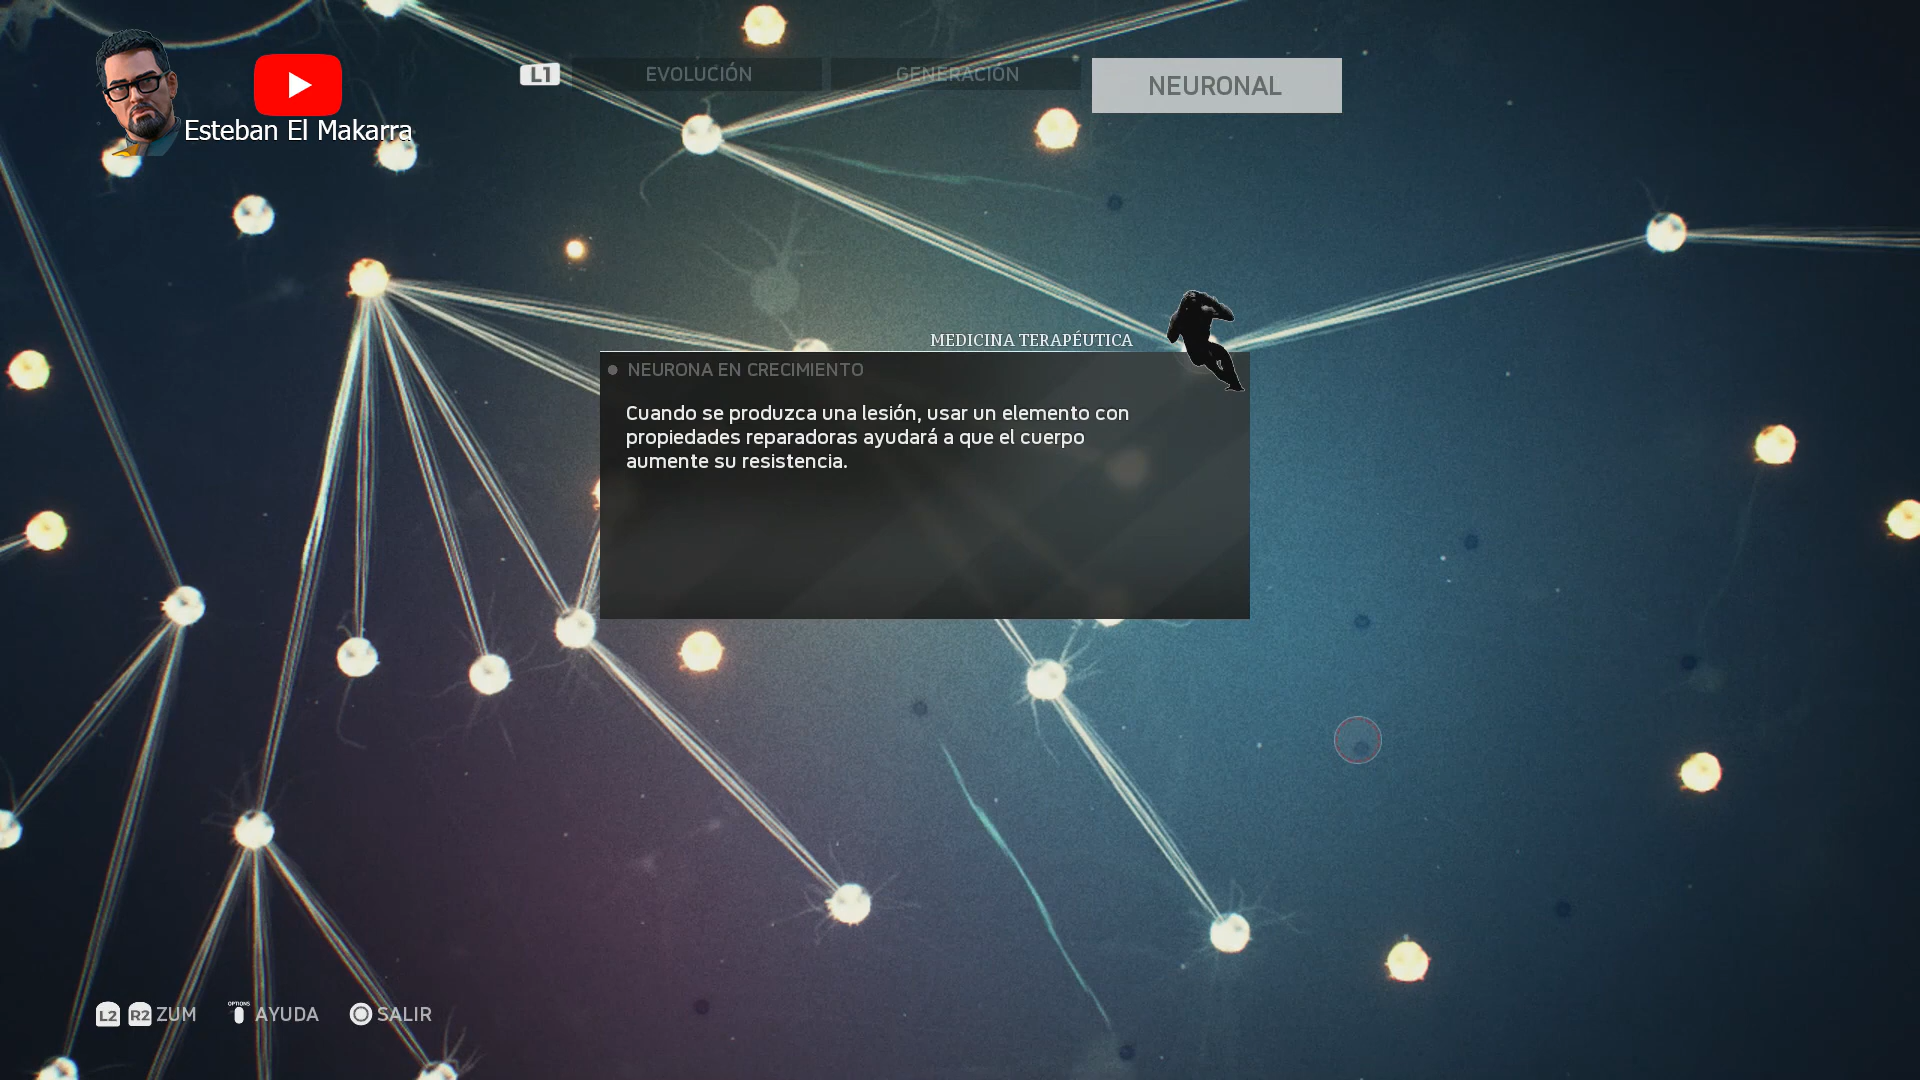 L1
EVOLUCIÓN
GENERACIÓN
NEURONAL
Esteban El Makarra
MEDICINA TERAPÉUTICA
NEURONA EN CRECIMIENTO
Cuando se produzca una lesión, usar un elemento con
propiedades reparadoras ayudará a que el cuerpo
aumente su resistencia.
L2 R2 ZUM OPTIONS AYUDA SALIR